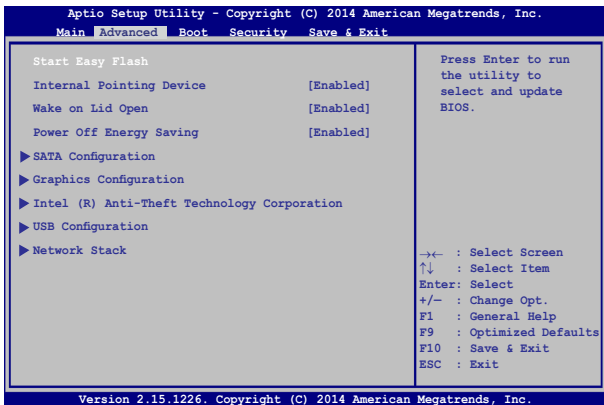 Aptio Setup Utility - Copyright (C) 2014 American Megatrends, Inc.
Main Advanced Boot Security Save & Exit
Start Easy Flash
Internal Pointing Device [Enabled]
Wake on Lid Open [Enabled]
Power Off Energy Saving [Enabled]
SATA Configuration
Graphics Configuration
Intel (R) Anti-Theft Technology Corporation
USB Configuration
Network Stack
Press Enter to run
the utility to
select and update
BIOS.
→← : Select Screen
↑↓ : Select Item
Enter: Select
+/— : Change Opt.
F1 : General Help
F9 : Optimized Defaults
F10 : Save & Exit
ESC : Exit
Version 2.15.1226. Copyright (C) 2014 American Megatrends, Inc.